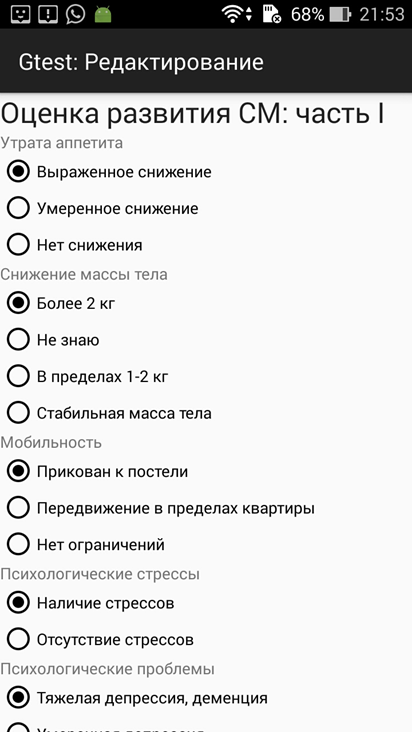 68% 21:53
Gtest: Редактирование
Оценка развития СМ: часть I
Утрата аппетита
Выраженное снижение
Умеренное снижение
Нет снижения
Снижение массы тела
Более 2 кг
Не знаю
В пределах 1-2 кг
Стабильная масса тела
Мобильность
Прикован к постели
Передвижение в пределах квартиры
Нет ограничений
Психологические стрессы
Наличие стрессов
Отсутствие стрессов
Психологические проблемы
Тяжелая депрессия, деменция